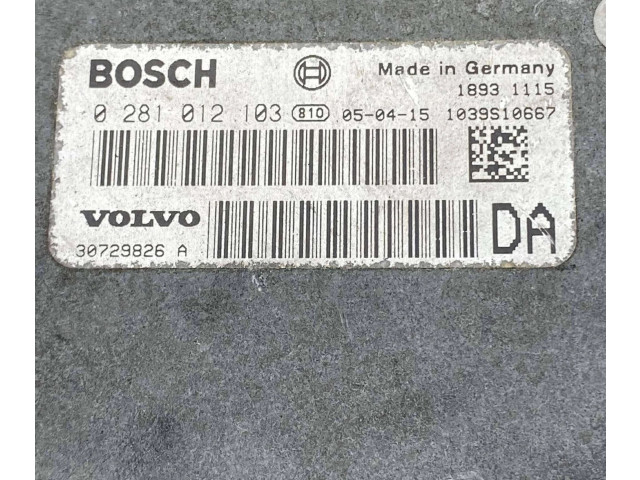 BOSCH Made in Germany
1893 1115
0 281 012 103 810 05-04-15 1039S10667
VOLVO
30729826 A
DA